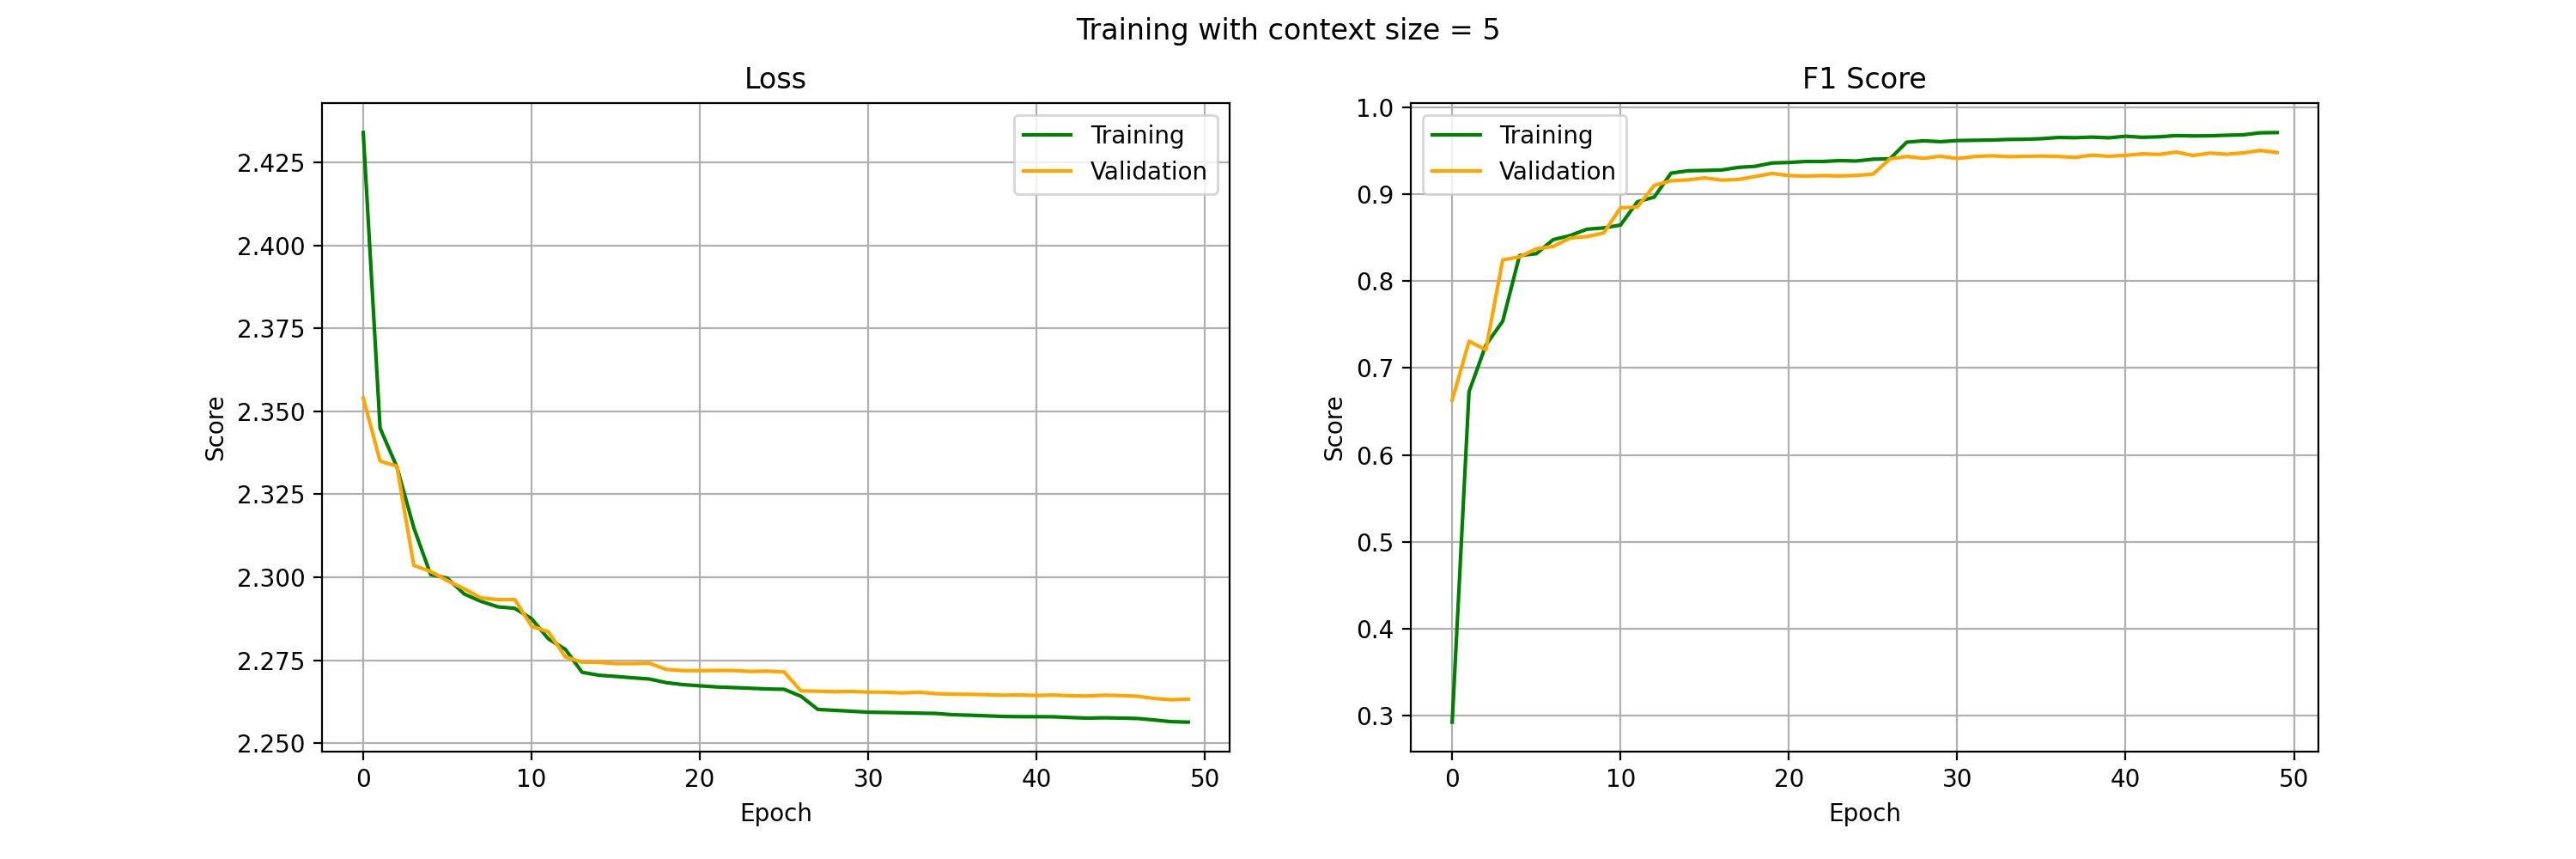 Training with context size = 5
Loss
Training
Validation
2.425
2.400
2.375
2.350
2.325
2.300
2.275
2.250
Score
0 10 20 30 40 50
Epoch
F1 Score
Training
Validation
1.0
0.9
0.8
0.7
0.6
0.5
0.4
0.3
Score
0 10 20 30 40 50
Epoch